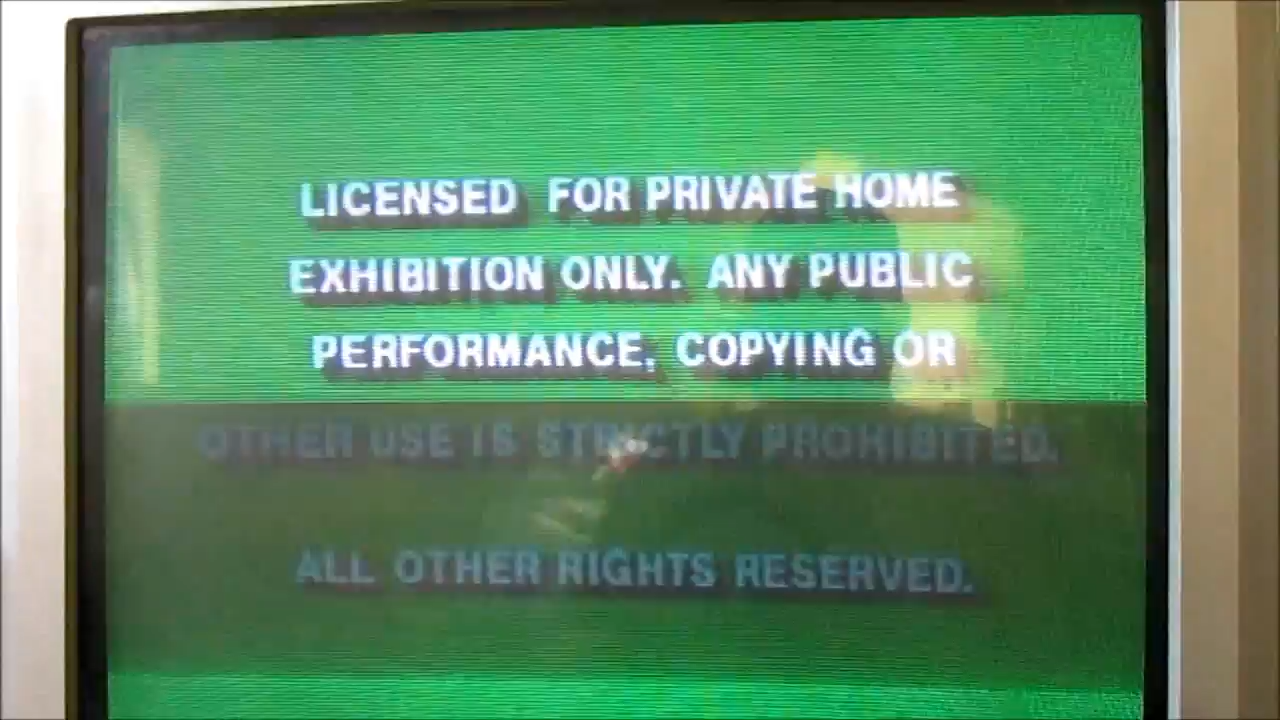 LICENSED FOR PRIVATE HOME
EXHIBITION ONLY. ANY PUBLIC
PERFORMANCE, COPYING OR
OTHER USE IS STRICTLY PROHIBITED.
ALL OTHER RIGHTS RESERVED.